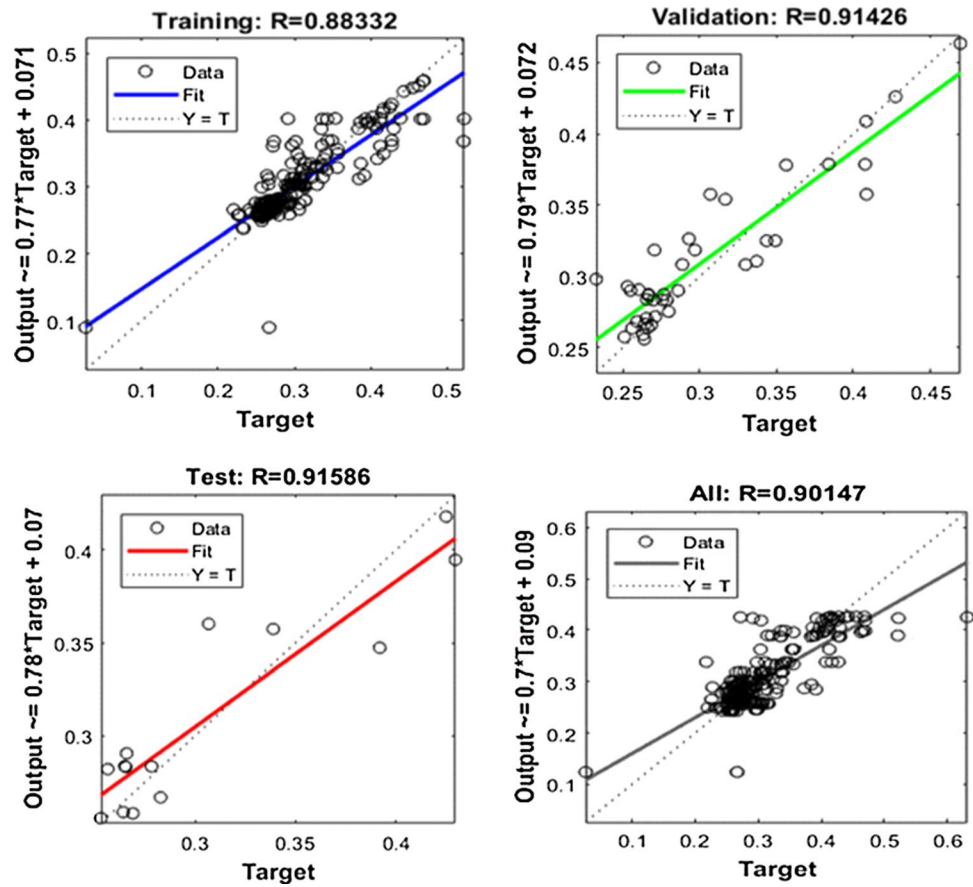 Training: R=0.88332
Output ~= 0.77*Target + 0.071
0.5
0.4
0.3
0.2
0.1
Data
Fit
Y = T
0.1 0.2 0.3 0.4 0.5
Target
Validation: R=0.91426
Output ~= 0.79*Target + 0.072
0.45
0.4
0.35
0.3
0.25
Data
Fit
Y = T
0.25 0.3 0.35 0.4 0.45
Target
Test: R=0.91586
Output ~= 0.78*Target + 0.07
0.4
0.35
0.3
Data
Fit
Y = T
0.3 0.4
Target
All: R=0.90147
Output ~= 0.7*Target + 0.09
0.6
0.5
0.4
0.3
0.2
0.1
Data
Fit
Y = T
0.1 0.2 0.3 0.4 0.5 0.6
Target